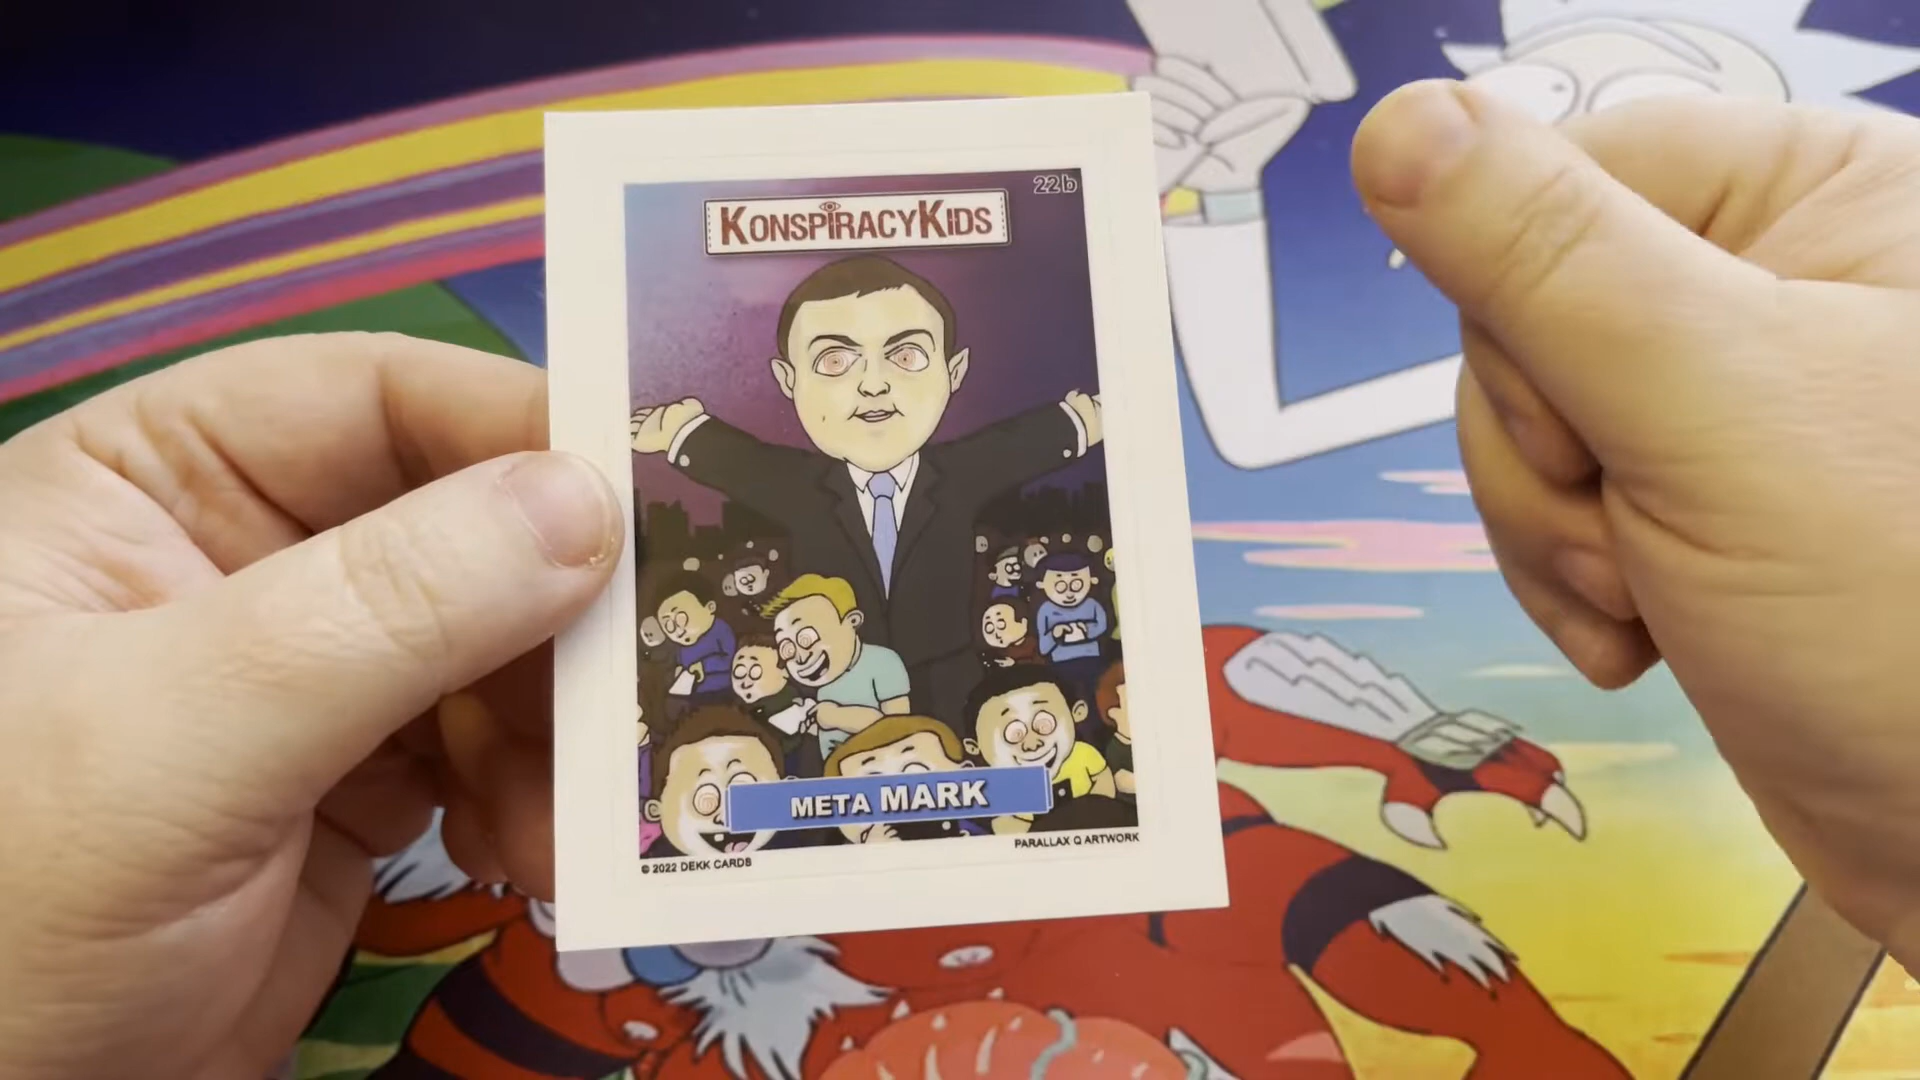 22b
KONSPIRACYKIDS
META MARK
© 2022 DEKK CARDS
PARALLAX Q ARTWORK